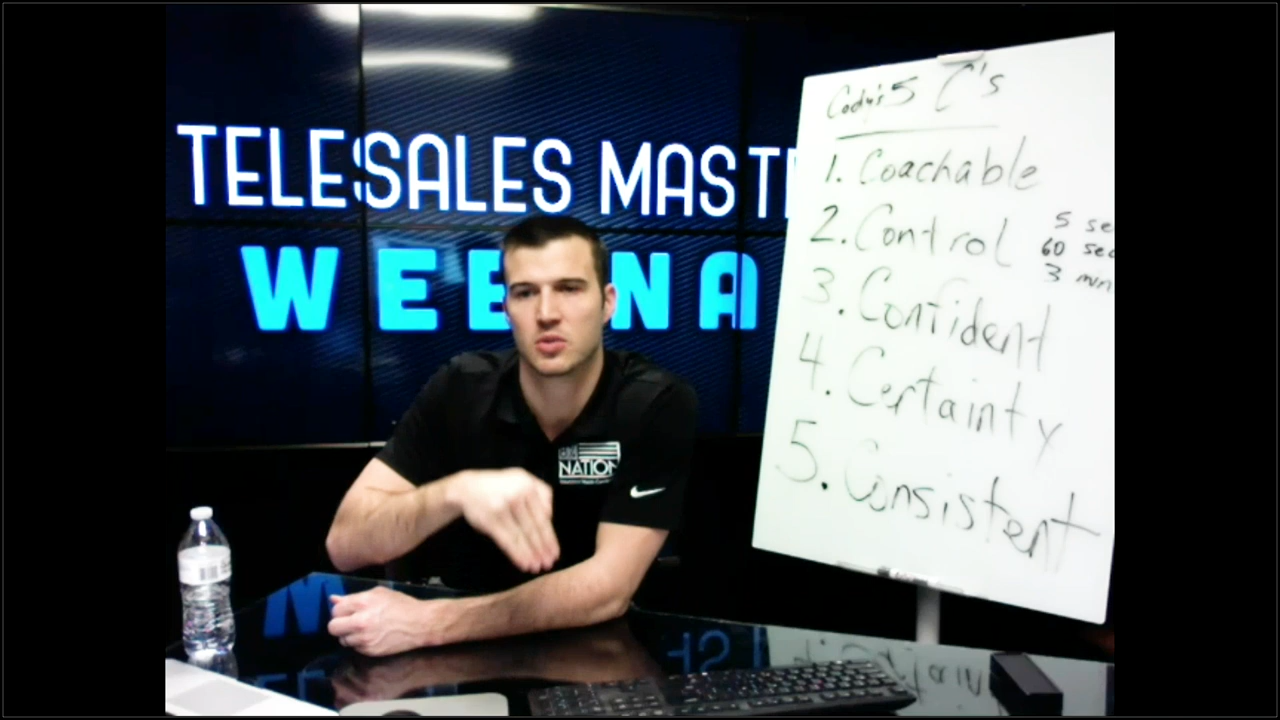 TELESALES MAST
WEB NA
NATION
Cody's 5 C's
1. Coachable
2. Control
5 se
60 sec
3 min
3. Confident
4. Certainty
5. Consistent